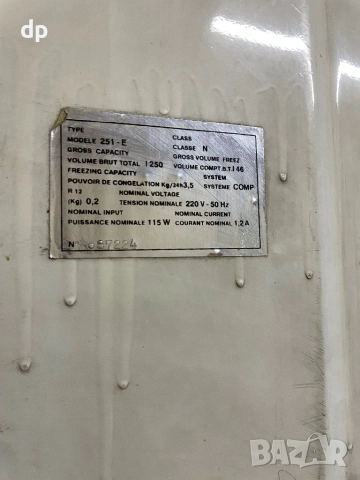 dp
TYPE
MODELE 251-E CLASS
GROSS CAPACITY CLASSE N
VOLUME BRUT TOTAL l 250 GROSS VOLUME FREEZ
FREEZING CAPACITY VOLUME COMPT.B.T.l 46
POUVOIR DE CONGELATION Kg/24h 3,5 SYSTEM
R 12 NOMINAL VOLTAGE SYSTEME COMP
(Kg) 0,2 TENSION NOMINALE 220 V - 50 Hz
NOMINAL INPUT NOMINAL CURRENT
PUISSANCE NOMINALE 115 W COURANT NOMINAL 1,2 A
BAZAR